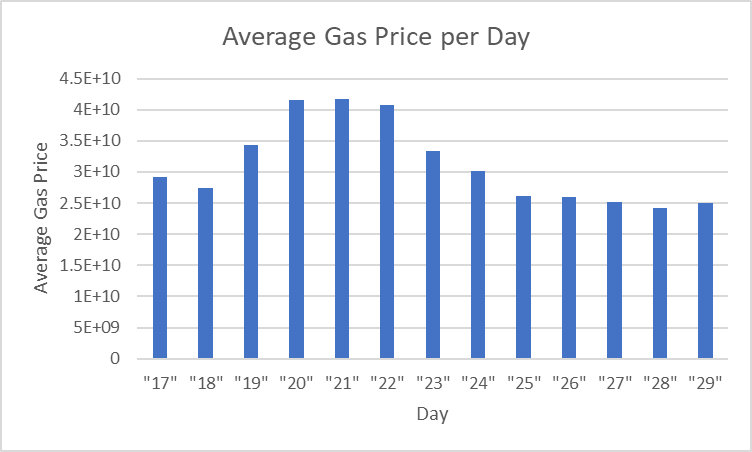 Average Gas Price per Day
Average Gas Price
4.5E+10
4E+10
3.5E+10
3E+10
2.5E+10
2E+10
1.5E+10
1E+10
5E+09
0
"17" "18" "19" "20" "21" "22" "23" "24" "25" "26" "27" "28" "29"
Day